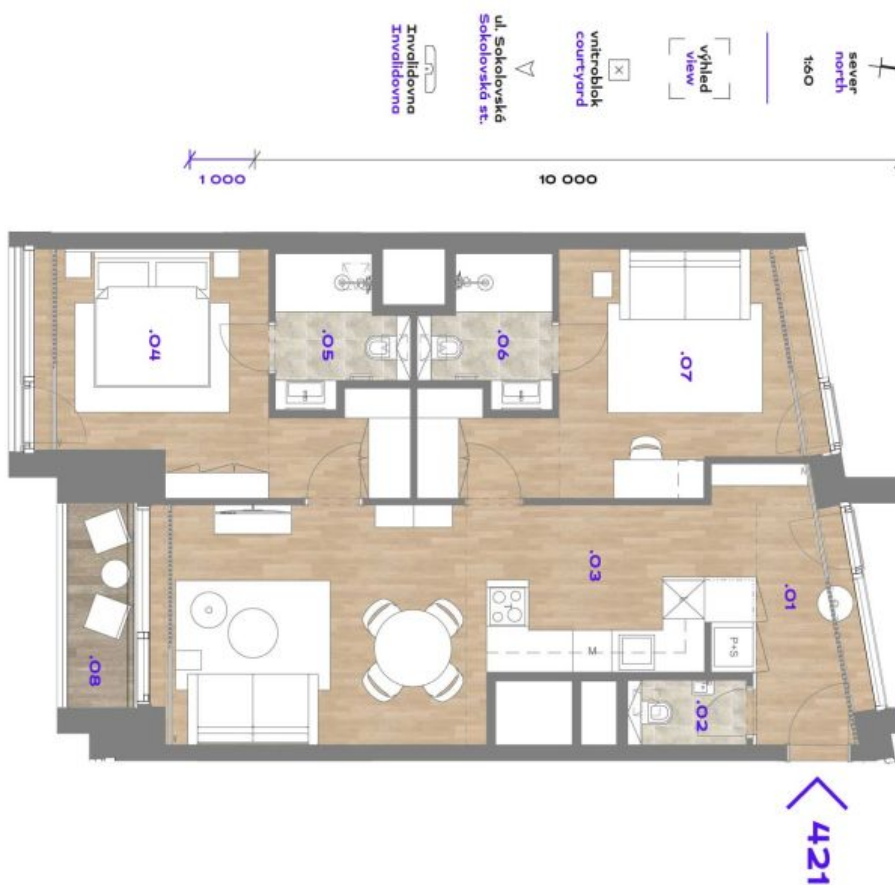 sever
north
1:60
výhled
view
vnitroblok
courtyard
ul. Sokolovská
Sokolovská st.
Invalidovna
Invalidovna
1 000
10 000
.04
.05
.06
.07
.03
.01
.08
.02
M
P+S
421